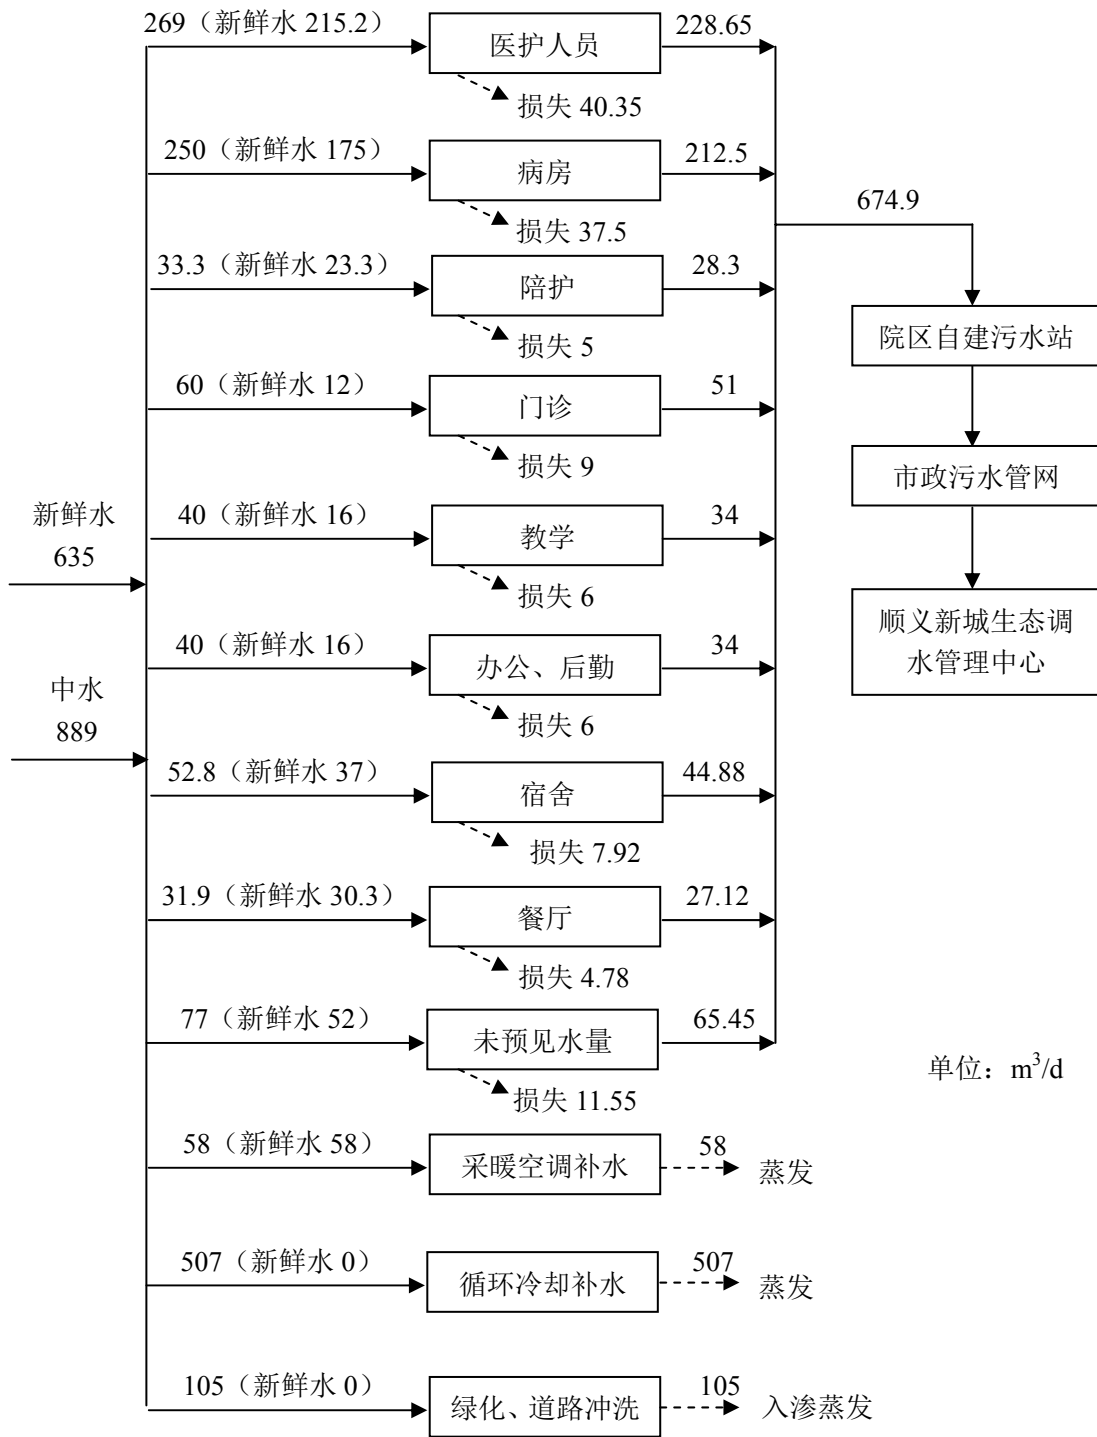 269（新鲜水 215.2）
医护人员
228.65
损失 40.35
250（新鲜水 175）
病房
212.5
损失 37.5
674.9
33.3（新鲜水 23.3）
陪护
28.3
损失 5
院区自建污水站
60（新鲜水 12）
门诊
51
损失 9
市政污水管网
新鲜水
635
40（新鲜水 16）
教学
34
损失 6
顺义新城生态调
水管理中心
40（新鲜水 16）
办公、后勤
34
损失 6
中水
889
52.8（新鲜水 37）
宿舍
44.88
损失 7.92
31.9（新鲜水 30.3）
餐厅
27.12
损失 4.78
77（新鲜水 52）
未预见水量
65.45
损失 11.55
单位：m³/d
58（新鲜水 58）
采暖空调补水
58
蒸发
507（新鲜水 0）
循环冷却补水
507
蒸发
105（新鲜水 0）
绿化、道路冲洗
105
入渗蒸发